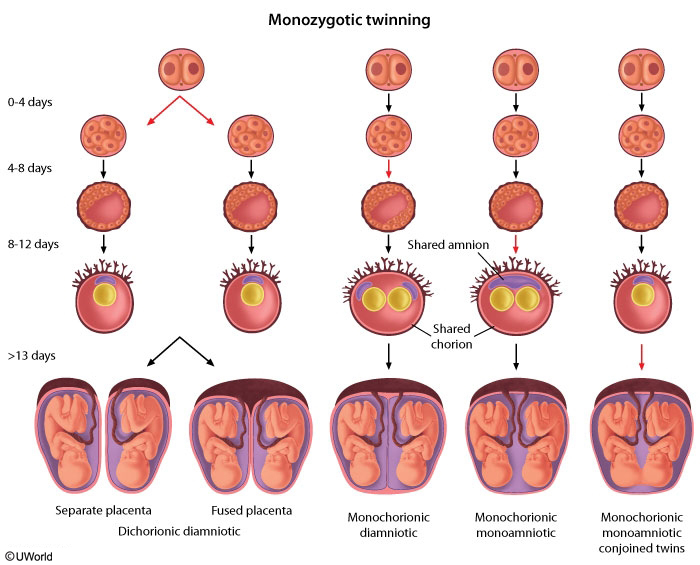 Monozygotic twinning
0-4 days
4-8 days
8-12 days
Shared amnion
Shared
chorion
>13 days
Separate placenta
Fused placenta
Dichorionic diamniotic
Monochorionic
diamniotic
Monochorionic
monoamniotic
Monochorionic
monoamniotic
conjoined twins
©UWorld